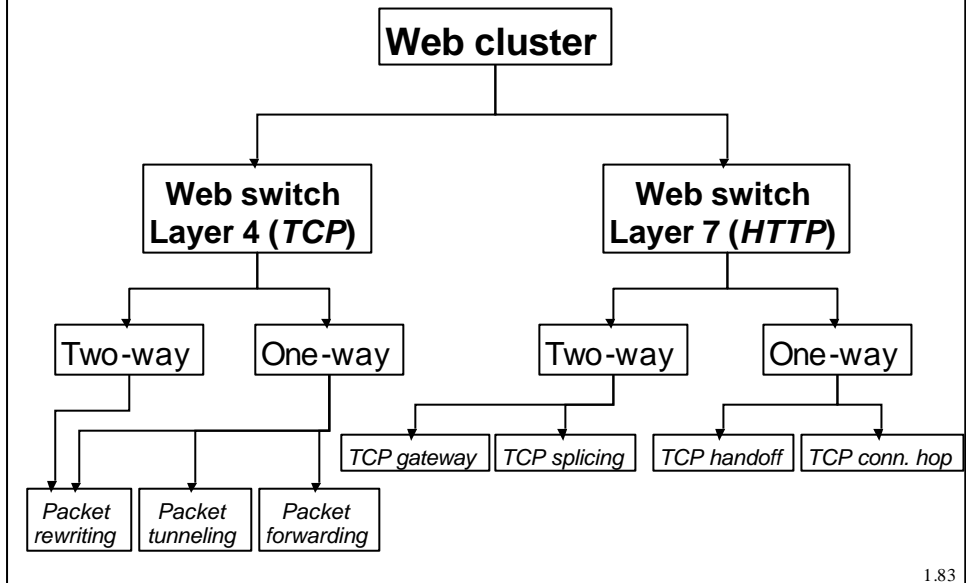 Web cluster
Web switch
Layer 4 (TCP)
Web switch
Layer 7 (HTTP)
Two-way
One-way
Two-way
One-way
TCP gateway
TCP splicing
TCP handoff
TCP conn. hop
Packet
rewriting
Packet
tunneling
Packet
forwarding
1.83